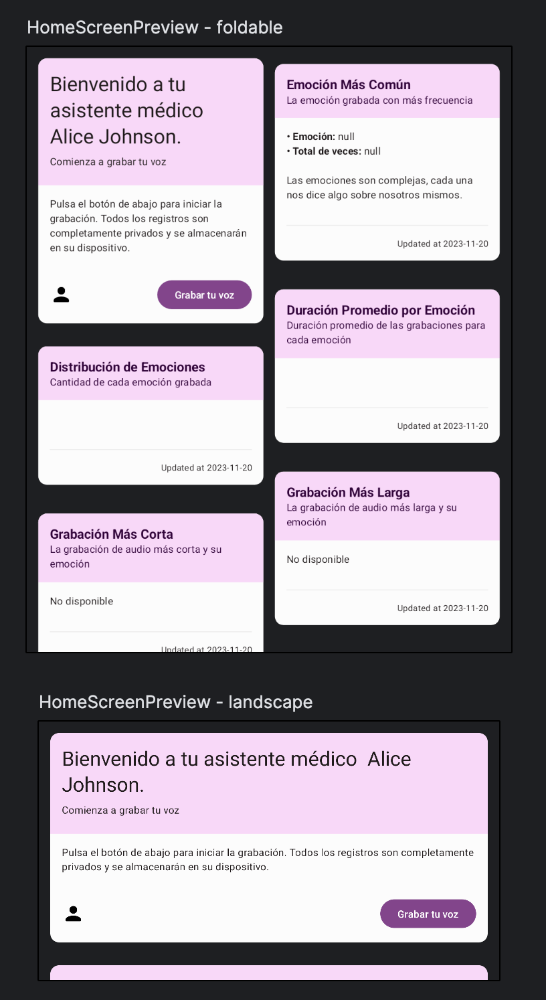 HomeScreenPreview - foldable
Bienvenido a tu
asistente médico
Alice Johnson.
Comienza a grabar tu voz
Pulsa el botón de abajo para iniciar la
grabación. Todos los registros son
completamente privados y se almacenarán
en su dispositivo.
Grabar tu voz
Distribución de Emociones
Cantidad de cada emoción grabada
Updated at 2023-11-20
Grabación Más Corta
La grabación de audio más corta y su
emoción
No disponible
Updated at 2023-11-20
Emoción Más Común
La emoción grabada con más frecuencia
• Emoción: null
• Total de veces: null
Las emociones son complejas, cada una
nos dice algo sobre nosotros mismos.
Updated at 2023-11-20
Duración Promedio por Emoción
Duración promedio de las grabaciones para
cada emoción
Updated at 2023-11-20
Grabación Más Larga
La grabación de audio más larga y su
emoción
No disponible
Updated at 2023-11-20
HomeScreenPreview - landscape
Bienvenido a tu asistente médico  Alice
Johnson.
Comienza a grabar tu voz
Pulsa el botón de abajo para iniciar la grabación. Todos los registros son completamente
privados y se almacenarán en su dispositivo.
Grabar tu voz